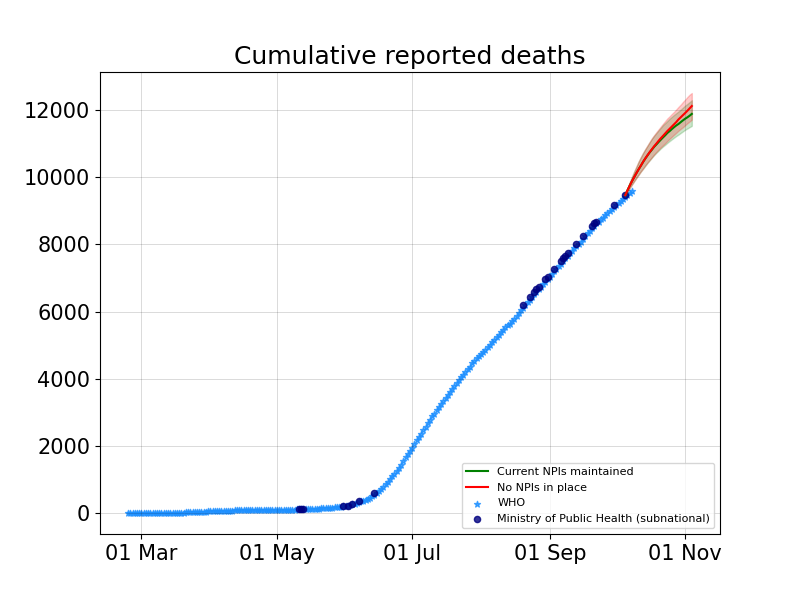 Cumulative reported deaths
12000
10000
8000
6000
4000
2000
0
Current NPIs maintained
No NPIs in place
WHO
Ministry of Public Health (subnational)
01 Mar 01 May 01 Jul 01 Sep 01 Nov